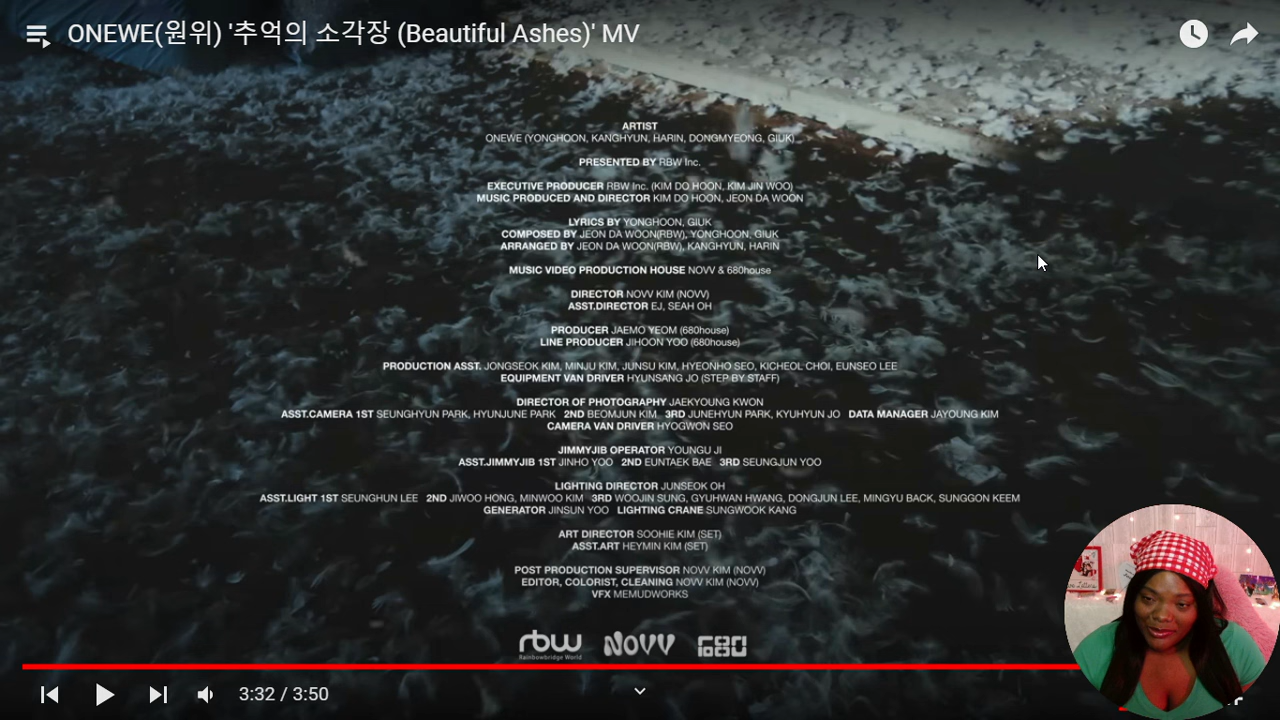 ONEWE(원위) '추억의 소각장 (Beautiful Ashes)' MV
ARTIST
ONEWE (YONGHOON, KANGHYUN, HARIN, DONGMYEONG, GIUK)
PRESENTED BY RBW Inc.
EXECUTIVE PRODUCER RBW Inc. (KIM DO HOON, KIM JIN WOO)
MUSIC PRODUCED AND DIRECTOR KIM DO HOON, JEON DA WOON
LYRICS BY YONGHOON, GIUK
COMPOSED BY JEON DA WOON(RBW), YONGHOON, GIUK
ARRANGED BY JEON DA WOON(RBW), KANGHYUN, HARIN
MUSIC VIDEO PRODUCTION HOUSE NOVV & 680house
DIRECTOR NOVV KIM (NOVV)
ASST.DIRECTOR EJ, SEAH OH
PRODUCER JAEMO YEOM (680house)
LINE PRODUCER JIHOON YOO (680house)
PRODUCTION ASST. JONGSEOK KIM, MINJU KIM, JUNSU KIM, HYEONHO SEO, KICHEOL CHOI, EUNSEO LEE
EQUIPMENT VAN DRIVER HYUNSANG JO (STEP BY STAFF)
DIRECTOR OF PHOTOGRAPHY JAEKYOUNG KWON
ASST.CAMERA 1ST SEUNGHYUN PARK, HYUNJUNE PARK 2ND BEOMJUN KIM 3RD JUNEHYUN PARK, KYUHYUN JO DATA MANAGER JAYOUNG KIM
CAMERA VAN DRIVER HYOGWON SEO
JIMMYJIB OPERATOR YOUNGU JI
ASST.JIMMYJIB 1ST JINHO YOO 2ND EUNTAEK BAE 3RD SEUNGJUN YOO
LIGHTING DIRECTOR JUNSEOK OH
ASST.LIGHT 1ST SEUNGHUN LEE 2ND JIWOO HONG, MINWOO KIM 3RD WOOJIN SUNG, GYUHWAN HWANG, DONGJUN LEE, MINGYU BACK, SUNGGON KEEM
GENERATOR JINSUN YOO LIGHTING CRANE SUNGWOOK KANG
ART DIRECTOR SOOHIE KIM (SET)
ASST.ART HEYMIN KIM (SET)
POST PRODUCTION SUPERVISOR NOVV KIM (NOVV)
EDITOR, COLORIST, CLEANING NOVV KIM (NOVV)
VFX MEMUDWORKS
rbw NOVV 680
Rainbowbridge World
3:32 / 3:50